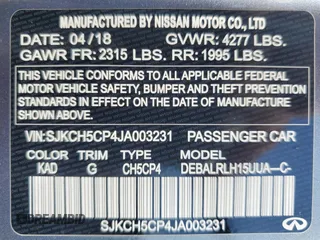 MANUFACTURED BY NISSAN MOTOR CO., LTD
DATE: 04/18 GVWR: 4277 LBS.
GAWR FR: 2315 LBS. RR: 1995 LBS.
THIS VEHICLE CONFORMS TO ALL APPLICABLE FEDERAL
MOTOR VEHICLE SAFETY, BUMPER AND THEFT PREVENTION
STANDARDS IN EFFECT ON THE DATE OF MANUFACTURE
SHOWN ABOVE.
VIN:SJKCH5CP4JA003231 PASSENGER CAR
COLOR TRIM TYPE MODEL
KAD G CH5CP4 DEBALRLH15UUA-C-
SJKCH5CP4JA003231
INFINITI
DREAMBID